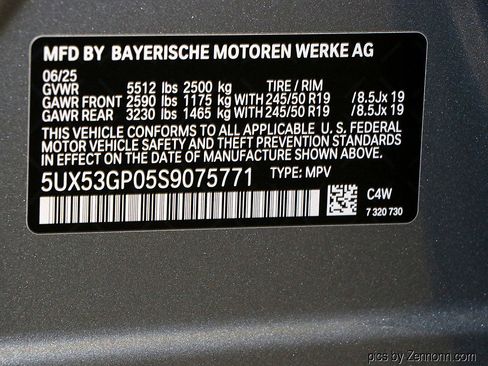 MFD BY BAYERISCHE MOTOREN WERKE AG
06/25
GVWR 5512 lbs 2500 kg TIRE / RIM
GAWR FRONT 2590 lbs 1175 kg WITH 245/50 R19 /8.5Jx 19
GAWR REAR 3230 lbs 1465 kg WITH 245/50 R19 /8.5Jx 19
THIS VEHICLE CONFORMS TO ALL APPLICABLE U. S. FEDERAL
MOTOR VEHICLE SAFETY AND THEFT PREVENTION STANDARDS
IN EFFECT ON THE DATE OF MANUFACTURE SHOWN ABOVE.
5UX53GP05S9075771 TYPE: MPV
C4W
7 320 730
pics by Zennonn.com